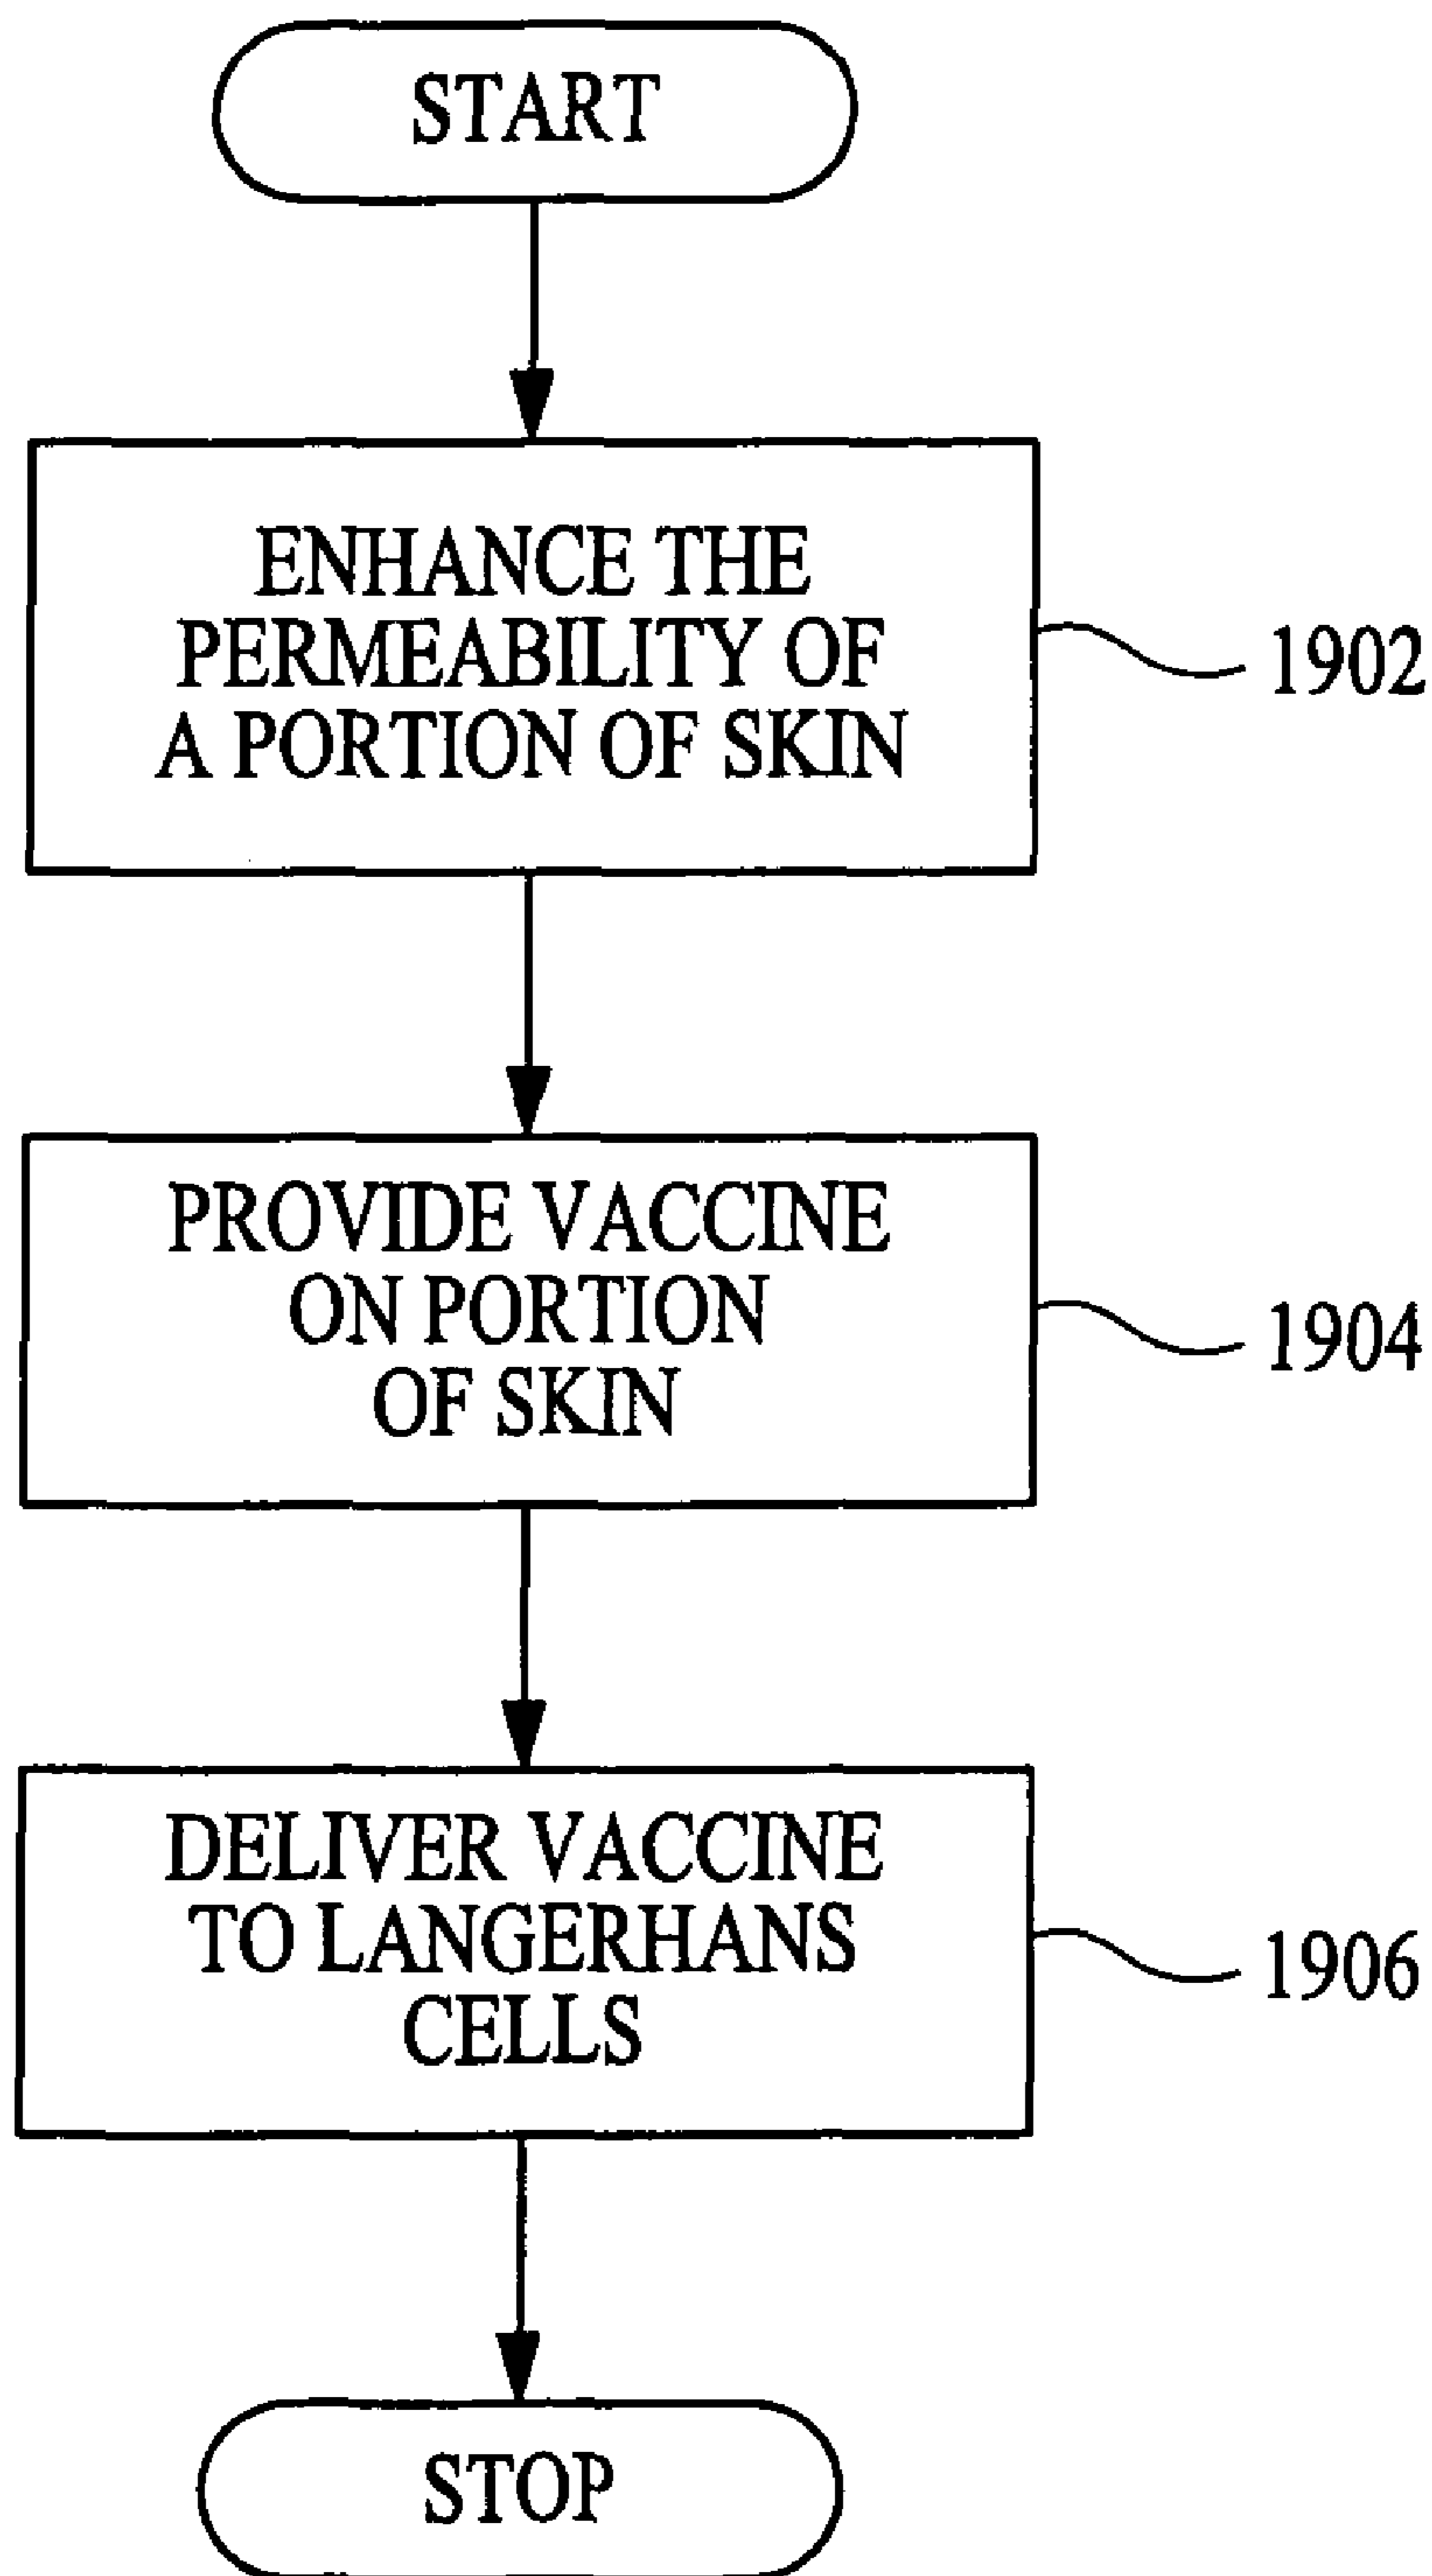 START
ENHANCE THE
PERMEABILITY OF
A PORTION OF SKIN
1902
PROVIDE VACCINE
ON PORTION
OF SKIN
1904
DELIVER VACCINE
TO LANGERHANS
CELLS
1906
STOP